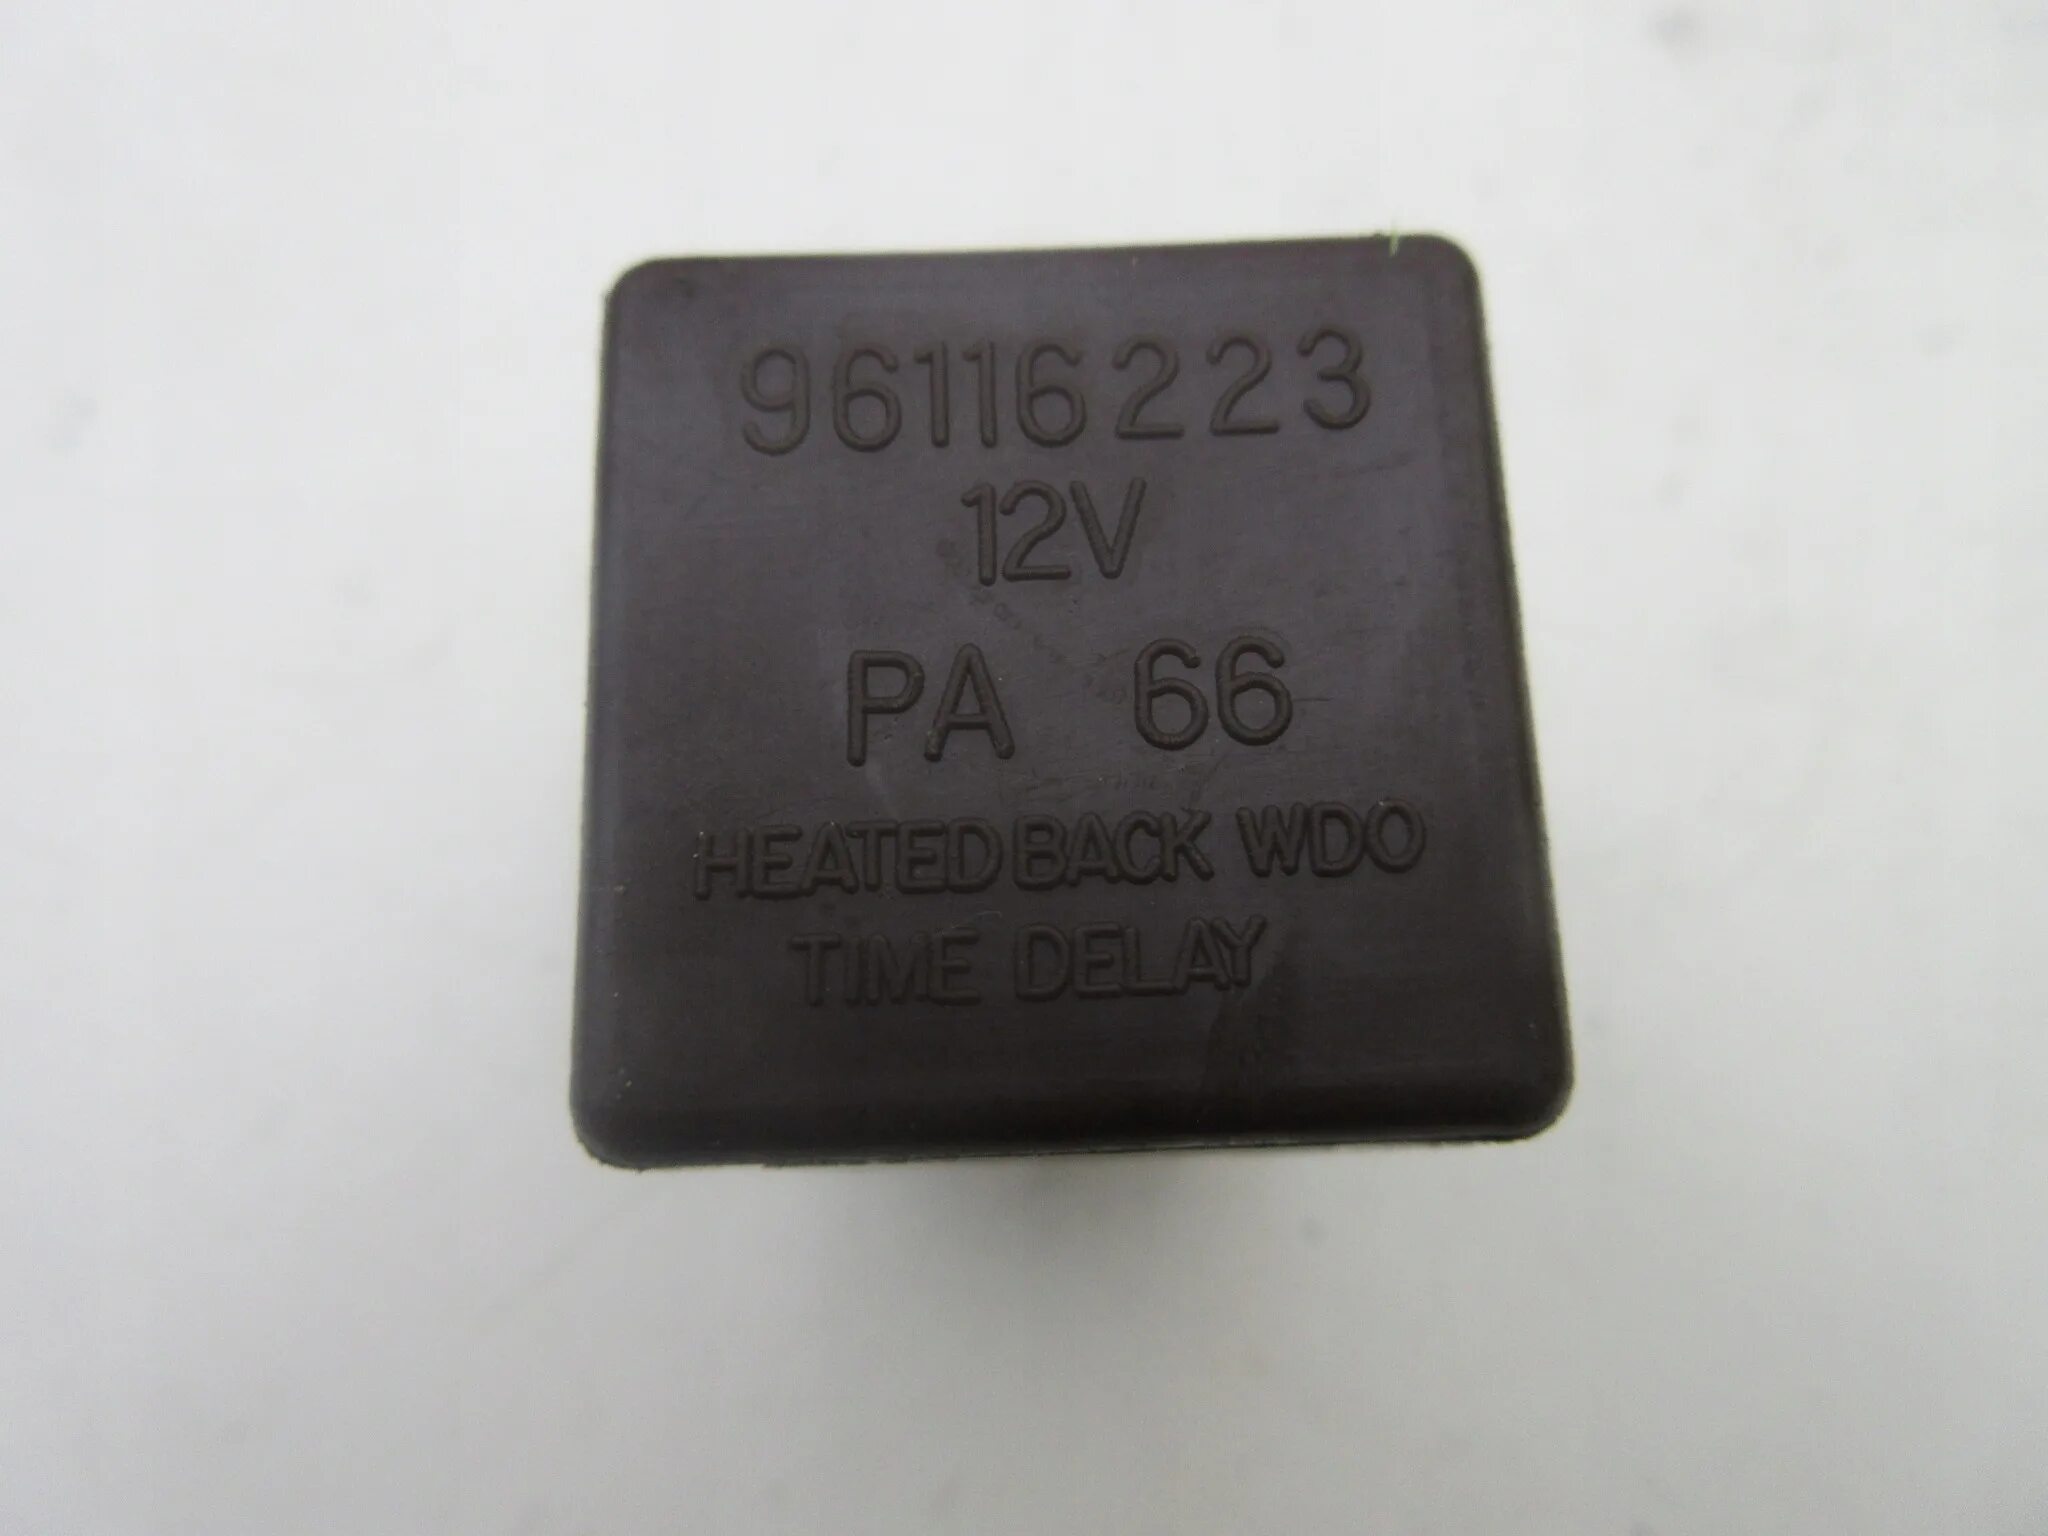 96116223
12V
PA 66
HEATED BACK WDO
TIME DELAY